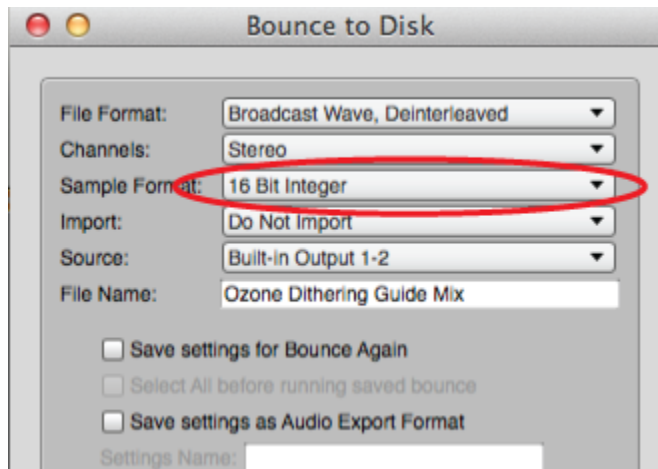 Bounce to Disk
File Format: Broadcast Wave, Deinterleaved
Channels: Stereo
Sample Format: 16 Bit Integer
Import: Do Not Import
Source: Built-in Output 1-2
File Name: Ozone Dithering Guide Mix
Save settings for Bounce Again
Select All before running saved bounce
Save settings as Audio Export Format
Settings Name: